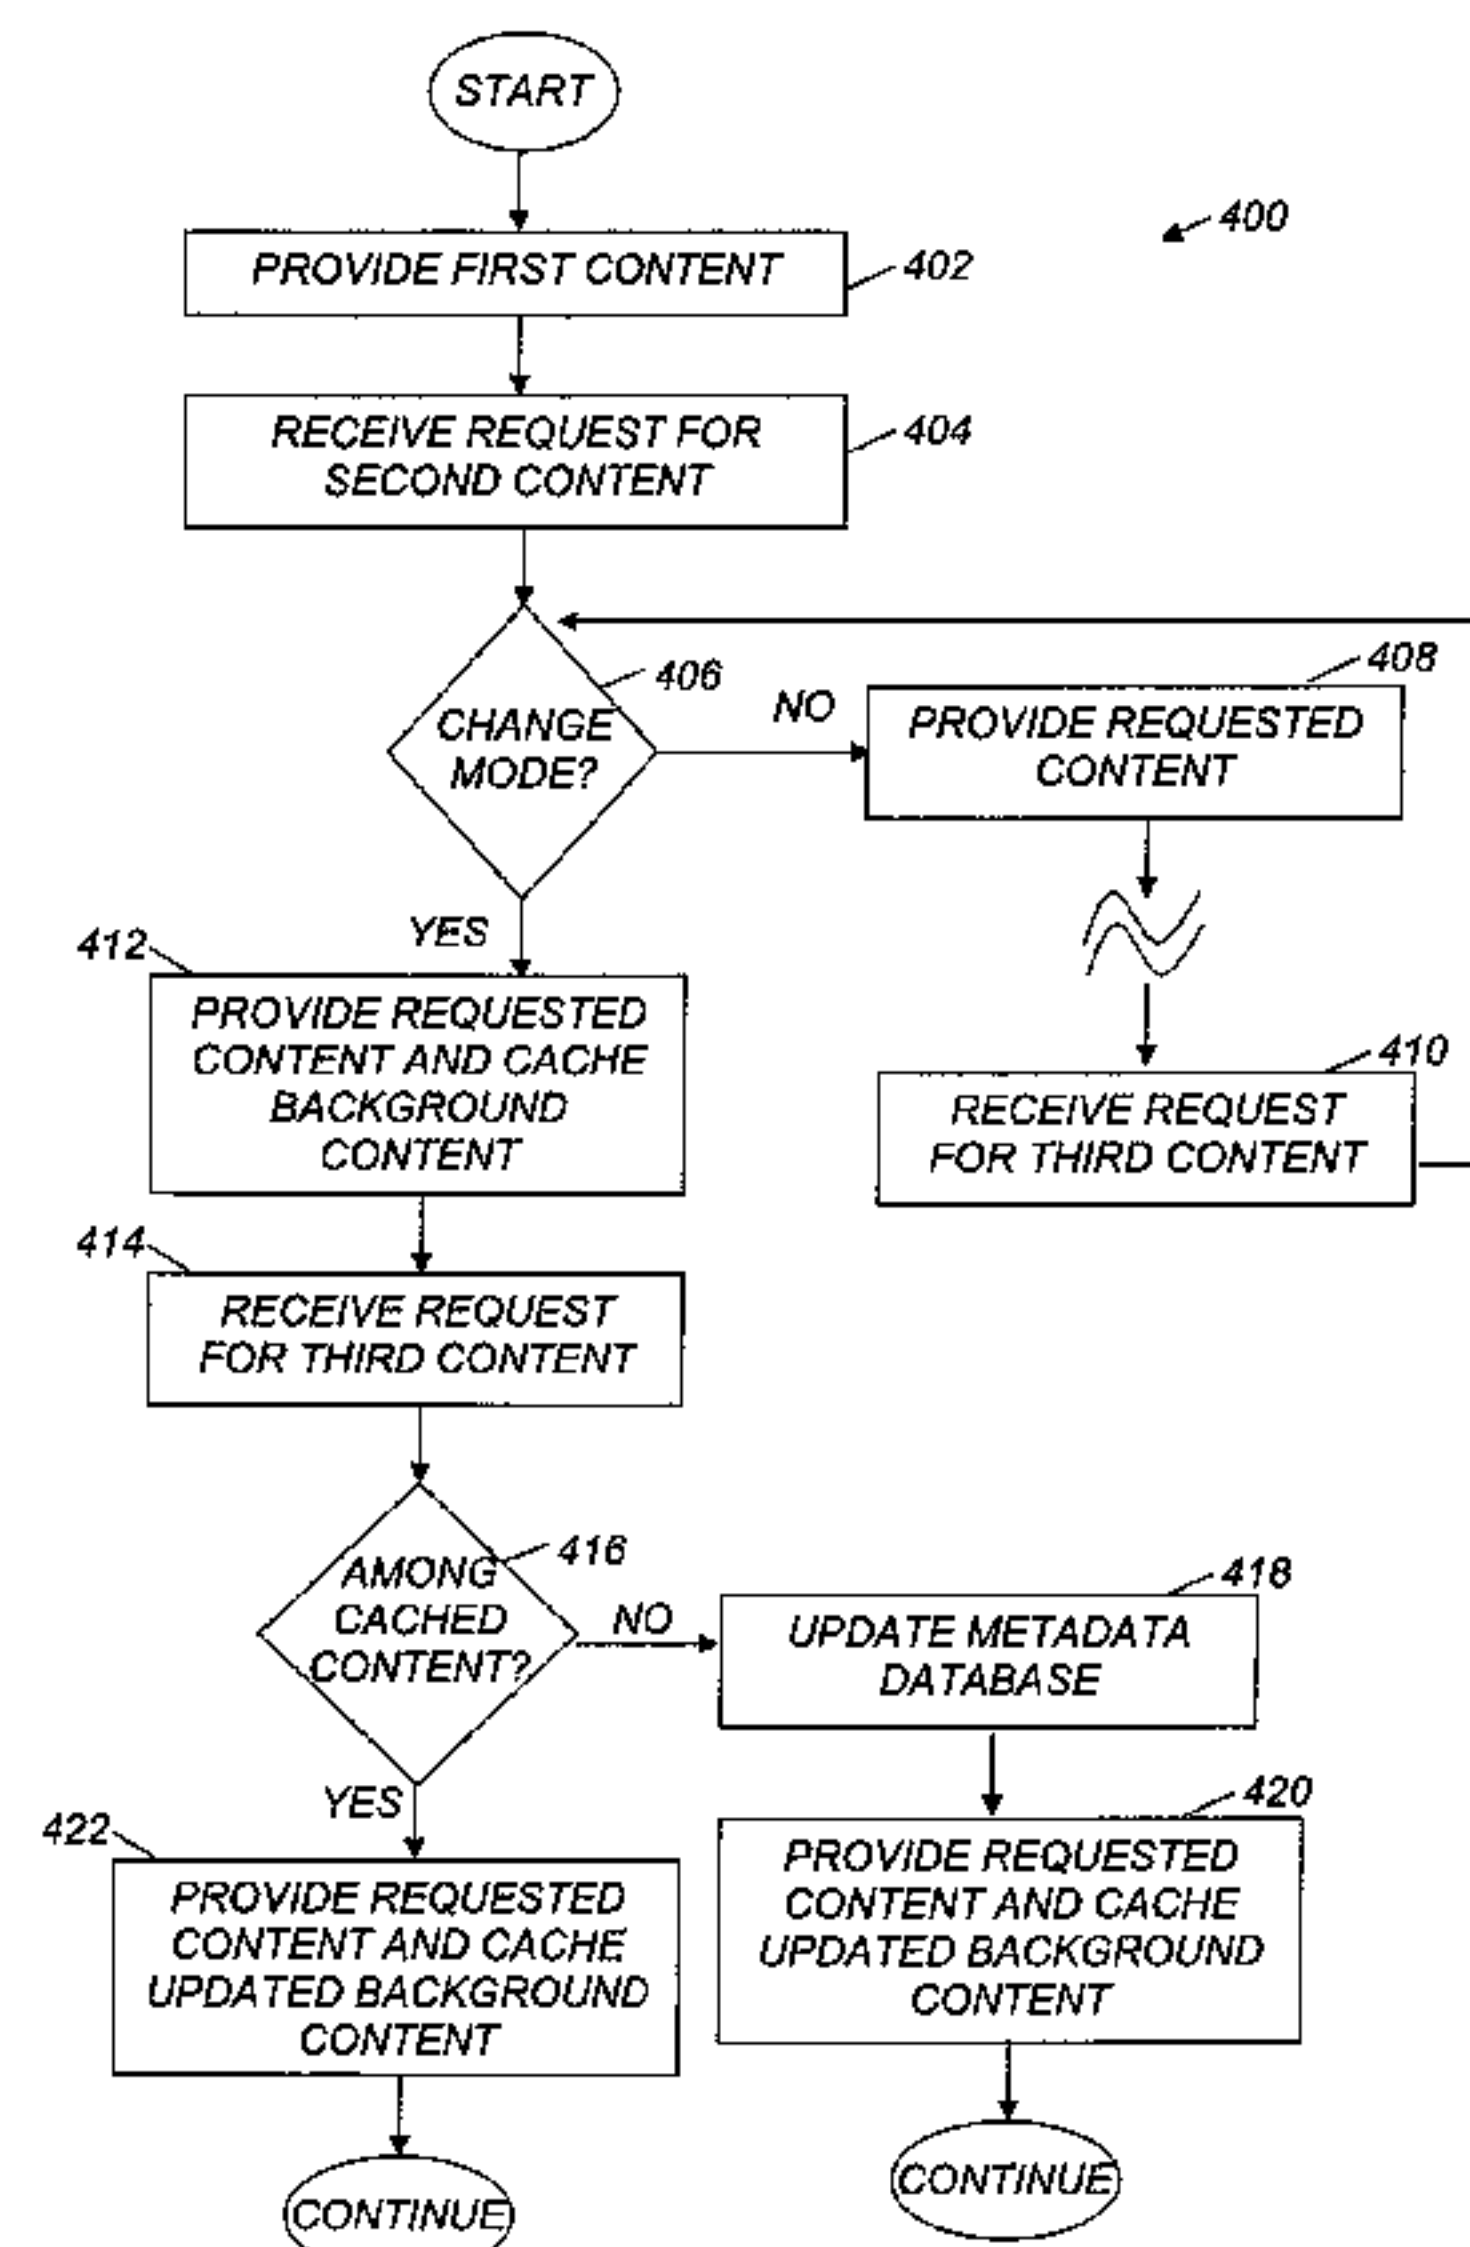 START
400
PROVIDE FIRST CONTENT
402
RECEIVE REQUEST FOR
SECOND CONTENT
404
406
CHANGE
MODE?
NO
408
PROVIDE REQUESTED
CONTENT
YES
412
PROVIDE REQUESTED
CONTENT AND CACHE
BACKGROUND
CONTENT
410
RECEIVE REQUEST
FOR THIRD CONTENT
414
RECEIVE REQUEST
FOR THIRD CONTENT
416
AMONG
CACHED
CONTENT?
NO
418
UPDATE METADATA
DATABASE
YES
422
PROVIDE REQUESTED
CONTENT AND CACHE
UPDATED BACKGROUND
CONTENT
420
PROVIDE REQUESTED
CONTENT AND CACHE
UPDATED BACKGROUND
CONTENT
CONTINUE
CONTINUE